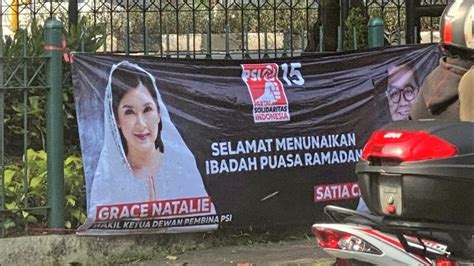 PSI 15
PARTAI
SOLIDARITAS
INDONESIA
SELAMAT MENUNAIKAN
IBADAH PUASA RAMADAN
GRACE NATALIE
WAKIL KETUA DEWAN PEMBINA PSI
SATIA